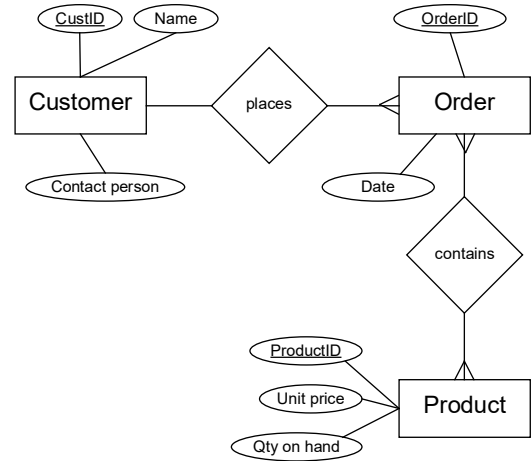 CustID
Name
OrderID
Customer
places
Order
Contact person
Date
contains
ProductID
Unit price
Product
Qty on hand